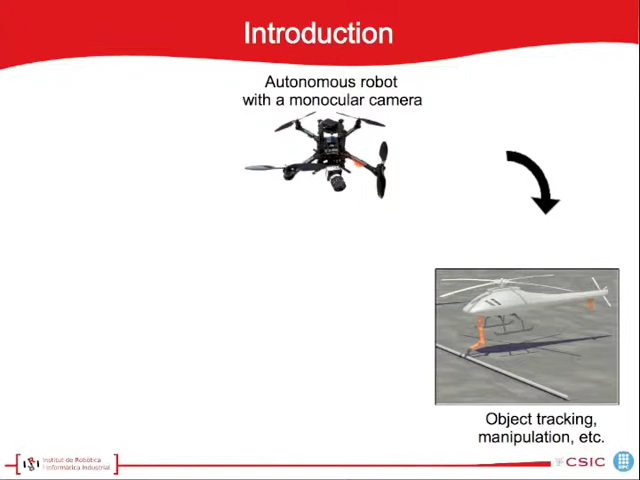 Introduction
Autonomous robot
with a monocular camera
Object tracking,
manipulation, etc.
Institut de Robòtica
i Informàtica Industrial
CSIC